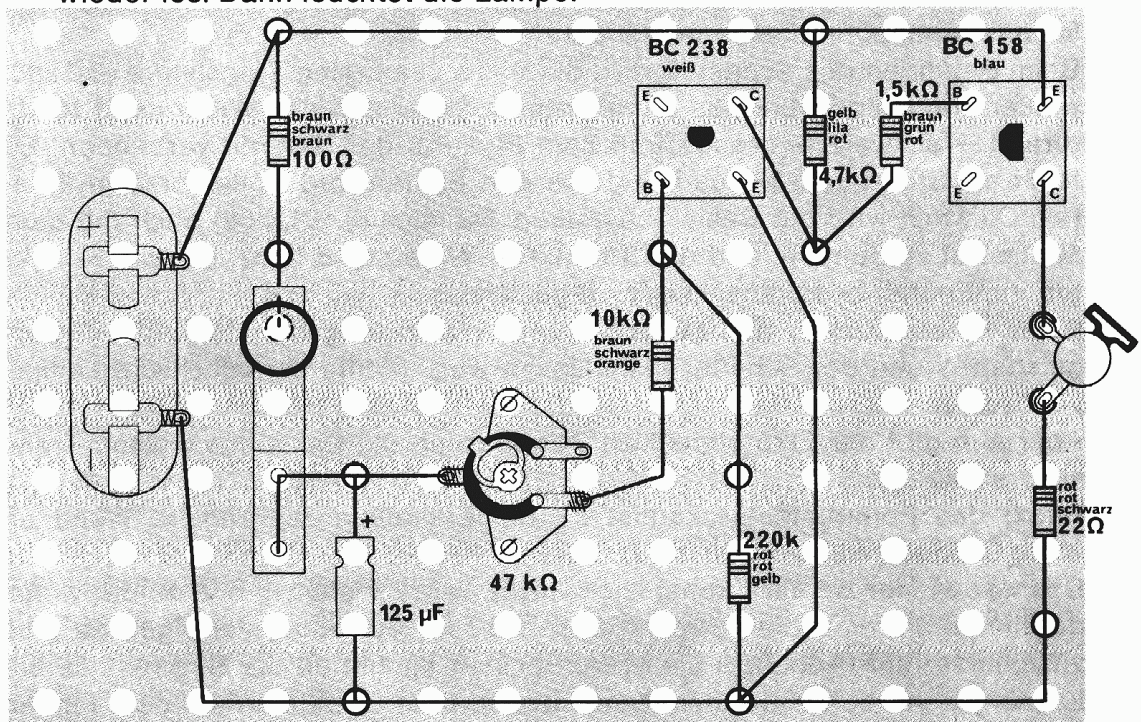 BC 238
weiß
BC 158
blau
E
C
B
E
B
E
E
C
braun
schwarz
braun
100Ω
gelb
lila
rot
4,7kΩ
1,5kΩ
braun
grün
rot
+
−
10kΩ
braun
schwarz
orange
47 kΩ
+
125 µF
220k
rot
rot
gelb
rot
rot
schwarz
22Ω